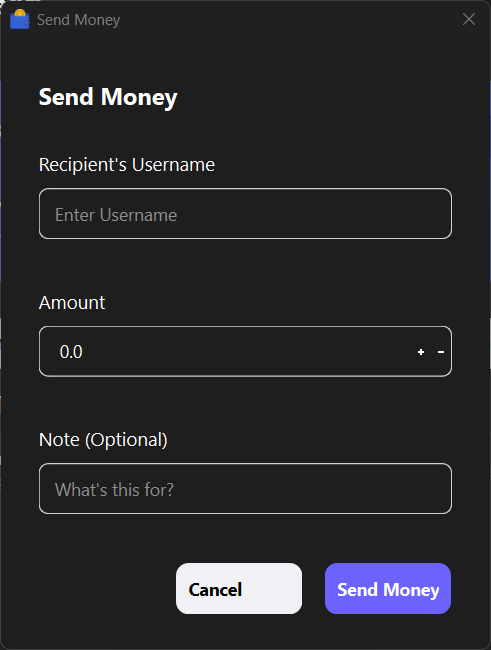 Send Money
Send Money
Recipient's Username
Enter Username
Amount
0.0 + -
Note (Optional)
What's this for?
Cancel Send Money